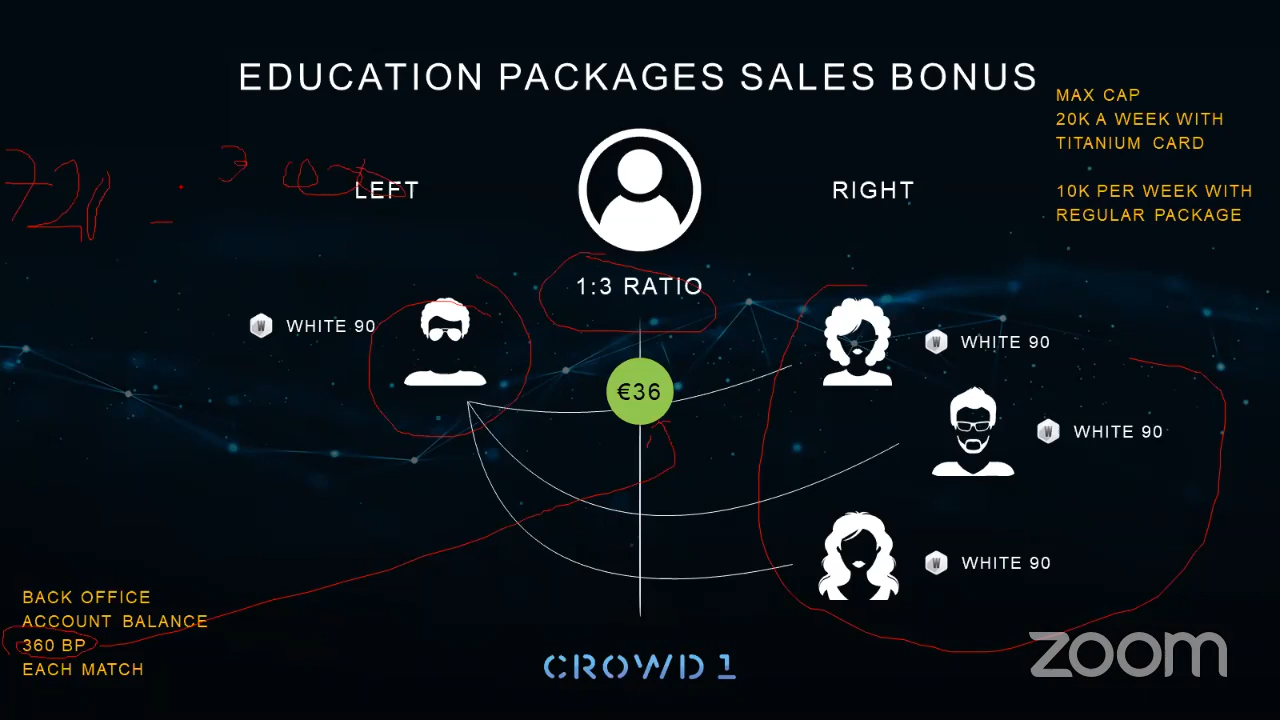 EDUCATION PACKAGES SALES BONUS
MAX CAP
20K A WEEK WITH
TITANIUM CARD
10K PER WEEK WITH
REGULAR PACKAGE
LEFT
RIGHT
1:3 RATIO
W WHITE 90
W WHITE 90
€36
W WHITE 90
W WHITE 90
BACK OFFICE
ACCOUNT BALANCE
360 BP
EACH MATCH
CROWD 1
zoom